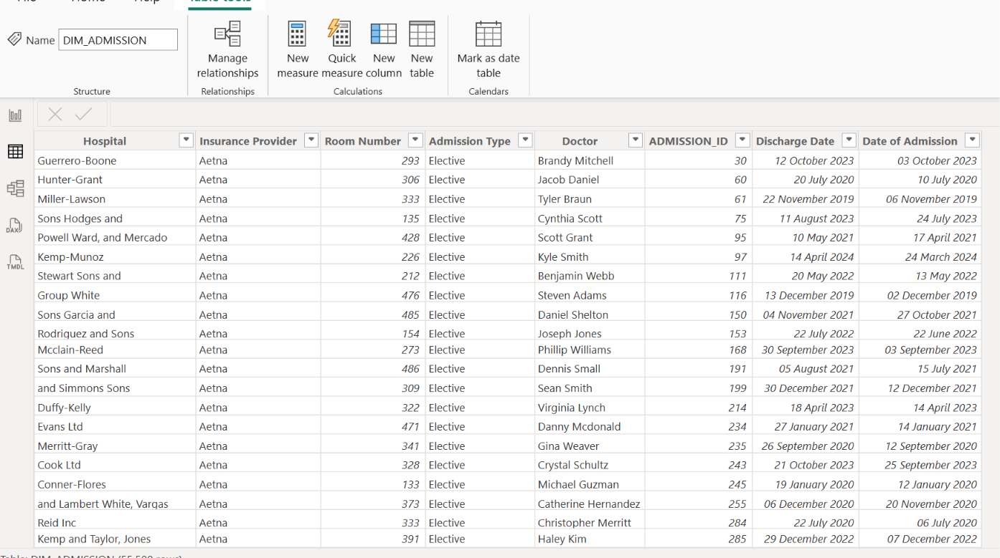 File Home Help Table tools
Name DIM_ADMISSION
Manage relationships
New measure
Quick measure
New column
New table
Mark as date table
Structure Relationships Calculations Calendars
Hospital Insurance Provider Room Number Admission Type Doctor ADMISSION_ID Discharge Date Date of Admission
Guerrero-Boone Aetna 293 Elective Brandy Mitchell 30 12 October 2023 03 October 2023
Hunter-Grant Aetna 306 Elective Jacob Daniel 60 20 July 2020 10 July 2020
Miller-Lawson Aetna 333 Elective Tyler Braun 61 22 November 2019 06 November 2019
Sons Hodges and Aetna 135 Elective Cynthia Scott 75 11 August 2023 24 July 2023
Powell Ward, and Mercado Aetna 428 Elective Scott Grant 95 10 May 2021 17 April 2021
Kemp-Munoz Aetna 226 Elective Kyle Smith 97 14 April 2024 24 March 2024
Stewart Sons and Aetna 212 Elective Benjamin Webb 111 20 May 2022 13 May 2022
Group White Aetna 476 Elective Steven Adams 116 13 December 2019 02 December 2019
Sons Garcia and Aetna 485 Elective Daniel Shelton 150 04 November 2021 27 October 2021
Rodriguez and Sons Aetna 154 Elective Joseph Jones 153 22 July 2022 22 June 2022
Mcclain-Reed Aetna 273 Elective Phillip Williams 168 30 September 2023 03 September 2023
Sons and Marshall Aetna 486 Elective Dennis Small 191 05 August 2021 15 July 2021
and Simmons Sons Aetna 309 Elective Sean Smith 199 30 December 2021 12 December 2021
Duffy-Kelly Aetna 322 Elective Virginia Lynch 214 18 April 2023 14 April 2023
Evans Ltd Aetna 471 Elective Danny Mcdonald 234 27 January 2021 14 January 2021
Merritt-Gray Aetna 341 Elective Gina Weaver 235 26 September 2020 12 September 2020
Cook Ltd Aetna 328 Elective Crystal Schultz 243 21 October 2023 25 September 2023
Conner-Flores Aetna 133 Elective Michael Guzman 245 19 January 2020 12 January 2020
and Lambert White, Vargas Aetna 373 Elective Catherine Hernandez 255 06 December 2020 20 November 2020
Reid Inc Aetna 333 Elective Christopher Merritt 284 22 July 2020 06 July 2020
Kemp and Taylor, Jones Aetna 391 Elective Haley Kim 285 29 December 2022 07 December 2022
DAX
TMDL
Table: DIM_ADMISSION (55,500 rows)